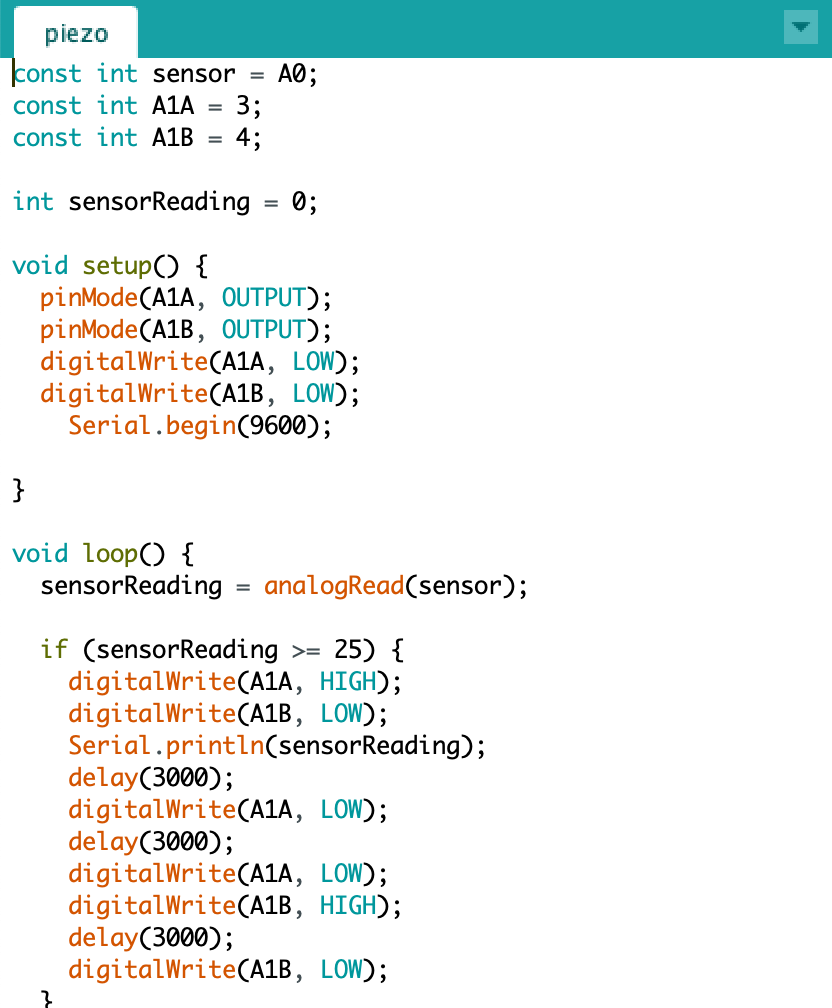 piezo
const int sensor = A0;
const int A1A = 3;
const int A1B = 4;
int sensorReading = 0;
void setup() {
  pinMode(A1A, OUTPUT);
  pinMode(A1B, OUTPUT);
  digitalWrite(A1A, LOW);
  digitalWrite(A1B, LOW);
    Serial.begin(9600);
}
void loop() {
  sensorReading = analogRead(sensor);
  if (sensorReading >= 25) {
    digitalWrite(A1A, HIGH);
    digitalWrite(A1B, LOW);
    Serial.println(sensorReading);
    delay(3000);
    digitalWrite(A1A, LOW);
    delay(3000);
    digitalWrite(A1A, LOW);
    digitalWrite(A1B, HIGH);
    delay(3000);
    digitalWrite(A1B, LOW);
  }